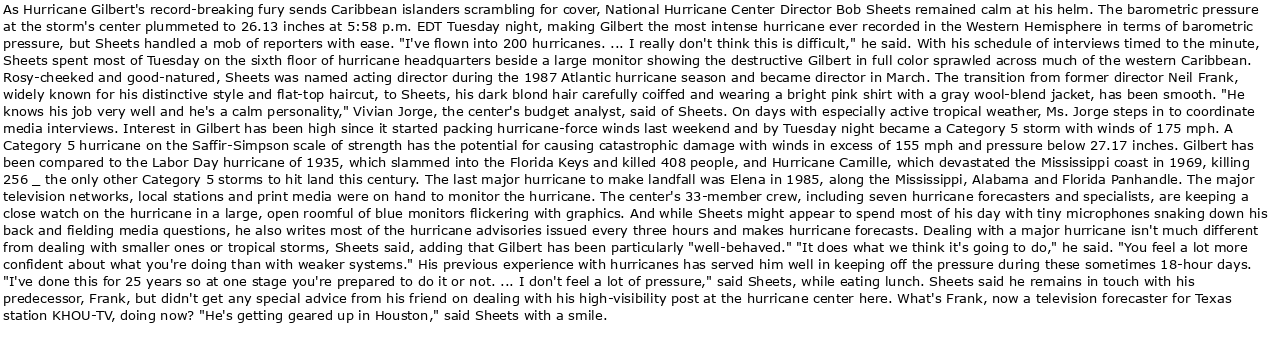 As Hurricane Gilbert's record-breaking fury sends Caribbean islanders scrambling for cover, National Hurricane Center Director Bob Sheets remained calm at his helm. The barometric pressure
at the storm's center plummeted to 26.13 inches at 5:58 p.m. EDT Tuesday night, making Gilbert the most intense hurricane ever recorded in the Western Hemisphere in terms of barometric
pressure, but Sheets handled a mob of reporters with ease. "I've flown into 200 hurricanes. ... I really don't think this is difficult," he said. With his schedule of interviews timed to the minute,
Sheets spent most of Tuesday on the sixth floor of hurricane headquarters beside a large monitor showing the destructive Gilbert in full color sprawled across much of the western Caribbean.
Rosy-cheeked and good-natured, Sheets was named acting director during the 1987 Atlantic hurricane season and became director in March. The transition from former director Neil Frank,
widely known for his distinctive style and flat-top haircut, to Sheets, his dark blond hair carefully coiffed and wearing a bright pink shirt with a gray wool-blend jacket, has been smooth. "He
knows his job very well and he's a calm personality," Vivian Jorge, the center's budget analyst, said of Sheets. On days with especially active tropical weather, Ms. Jorge steps in to coordinate
media interviews. Interest in Gilbert has been high since it started packing hurricane-force winds last weekend and by Tuesday night became a Category 5 storm with winds of 175 mph. A
Category 5 hurricane on the Saffir-Simpson scale of strength has the potential for causing catastrophic damage with winds in excess of 155 mph and pressure below 27.17 inches. Gilbert has
been compared to the Labor Day hurricane of 1935, which slammed into the Florida Keys and killed 408 people, and Hurricane Camille, which devastated the Mississippi coast in 1969, killing
256 _ the only other Category 5 storms to hit land this century. The last major hurricane to make landfall was Elena in 1985, along the Mississippi, Alabama and Florida Panhandle. The major
television networks, local stations and print media were on hand to monitor the hurricane. The center's 33-member crew, including seven hurricane forecasters and specialists, are keeping a
close watch on the hurricane in a large, open roomful of blue monitors flickering with graphics. And while Sheets might appear to spend most of his day with tiny microphones snaking down his
back and fielding media questions, he also writes most of the hurricane advisories issued every three hours and makes hurricane forecasts. Dealing with a major hurricane isn't much different
from dealing with smaller ones or tropical storms, Sheets said, adding that Gilbert has been particularly "well-behaved." "It does what we think it's going to do," he said. "You feel a lot more
confident about what you're doing than with weaker systems." His previous experience with hurricanes has served him well in keeping off the pressure during these sometimes 18-hour days.
"I've done this for 25 years so at one stage you're prepared to do it or not. ... I don't feel a lot of pressure," said Sheets, while eating lunch. Sheets said he remains in touch with his
predecessor, Frank, but didn't get any special advice from his friend on dealing with his high-visibility post at the hurricane center here. What's Frank, now a television forecaster for Texas
station KHOU-TV, doing now? "He's getting geared up in Houston," said Sheets with a smile.